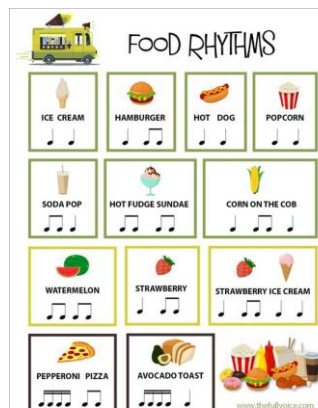 FOOD RHYTHMS
ICE CREAM
HAMBURGER
HOT DOG
POPCORN
SODA POP
HOT FUDGE SUNDAE
CORN ON THE COB
WATERMELON
STRAWBERRY
STRAWBERRY ICE CREAM
PEPPERONI PIZZA
AVOCADO TOAST
www.thefullvoice.com